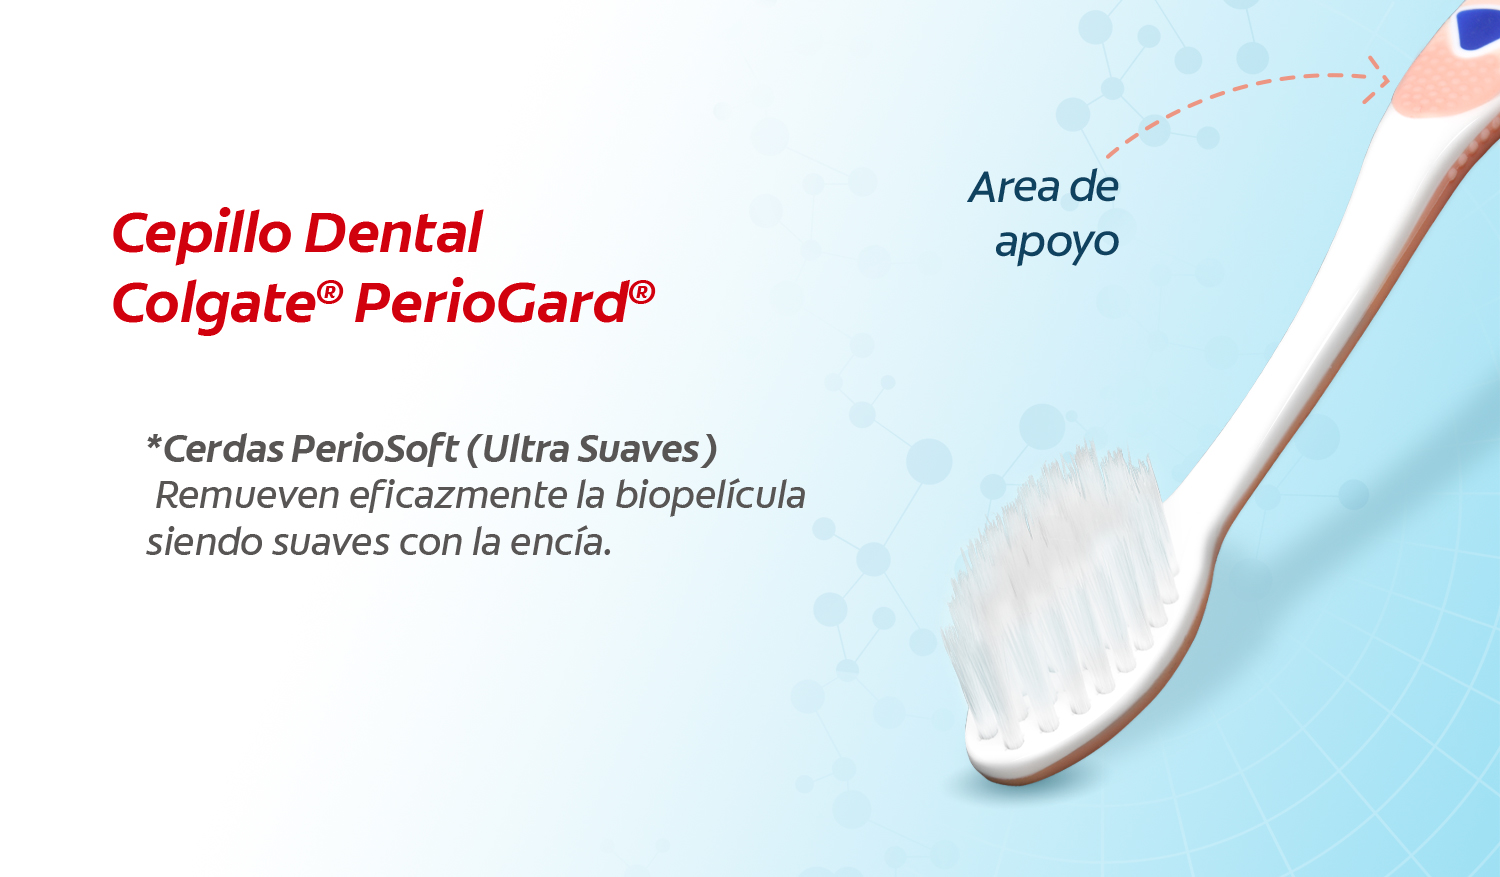 Cepillo Dental
Colgate® PerioGard®
Area de
apoyo
*Cerdas PerioSoft (Ultra Suaves)
Remueven eficazmente la biopelícula
siendo suaves con la encía.